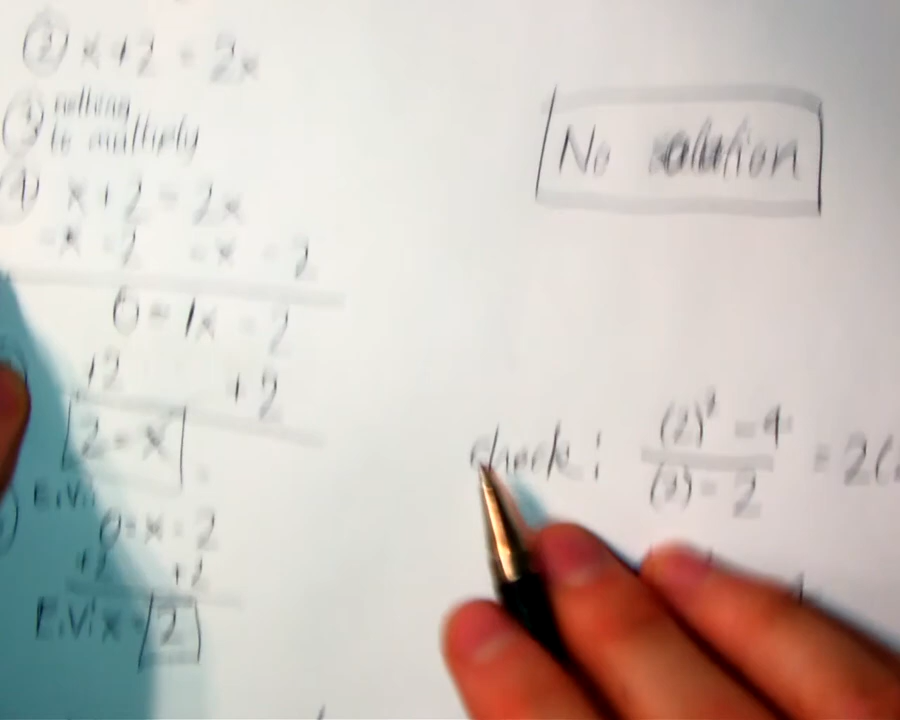 ② x+2 = 2x
③ nothing
to multiply
④ x+2 = 2x
-x -2 -x -2
0 = 1x - 2
+2 +2
2 = x
E.V.:
0 = x - 2
+2 +2
E.V: x = 2
No solution
check: (2)² - 4
= 2(
(2) - 2